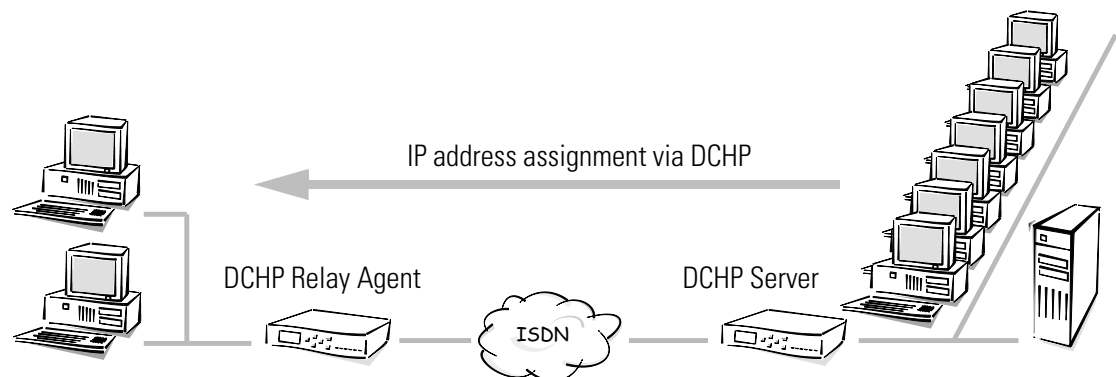 IP address assignment via DCHP
DCHP Relay Agent
DCHP Server
ISDN